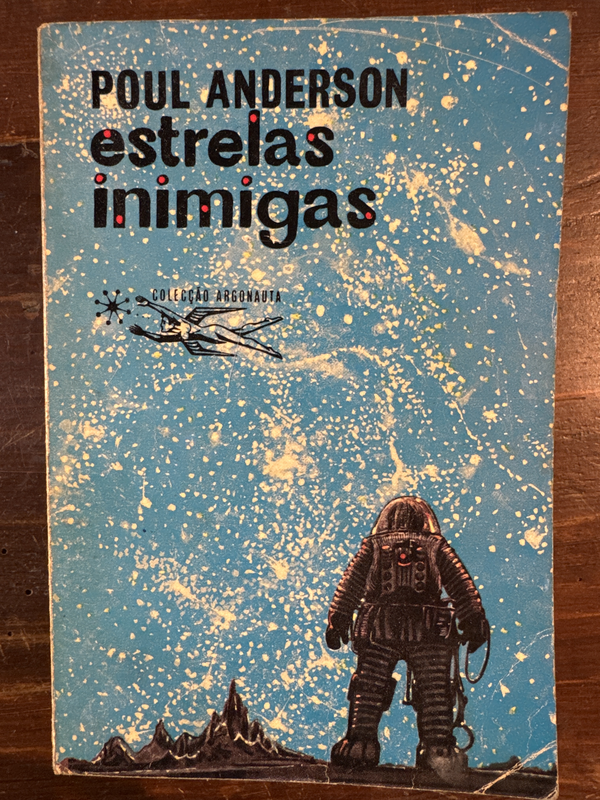 POUL ANDERSON
estrelas
inimigas
COLECÇÃO ARGONAUTA